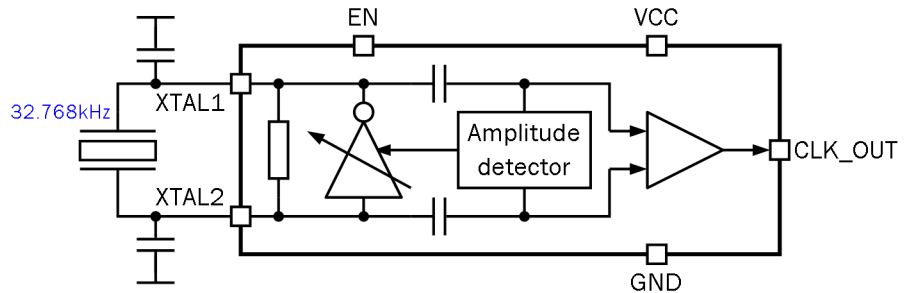 EN
VCC
XTAL1
32.768kHz
Amplitude
detector
CLK_OUT
XTAL2
GND